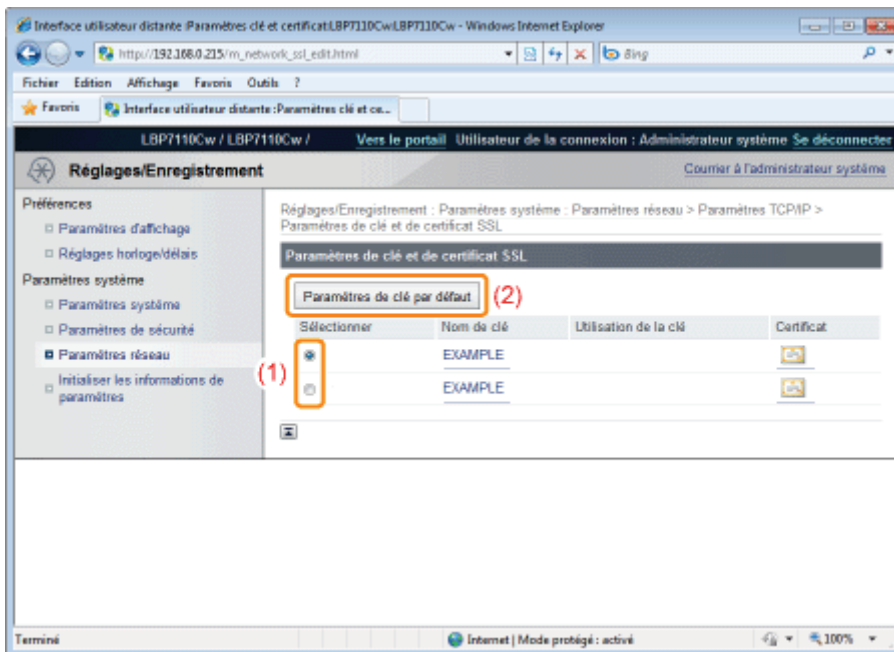 Interface utilisateur distante :Paramètres clé et certificat:LBP7110Cw:LBP7110Cw - Windows Internet Explorer
http://192.168.0.215/m_network_ssl_edit.html
Bing
Fichier Edition Affichage Favoris Outils ?
Favoris Interface utilisateur distante :Paramètres clé et ce...
LBP7110Cw / LBP7110Cw / Vers le portail Utilisateur de la connexion : Administrateur système Se déconnecter
Réglages/Enregistrement Courrier à l'administrateur système
Préférences
Paramètres d'affichage
Réglages horloge/délais
Paramètres système
Paramètres système
Paramètres de sécurité
Paramètres réseau
Initialiser les informations de
paramètres
Réglages/Enregistrement : Paramètres système : Paramètres réseau > Paramètres TCP/IP >
Paramètres de clé et de certificat SSL
Paramètres de clé et de certificat SSL
Paramètres de clé par défaut (2)
Sélectionner Nom de clé Utilisation de la clé Certificat
(1)
EXAMPLE
EXAMPLE
Terminé Internet | Mode protégé : activé 100%